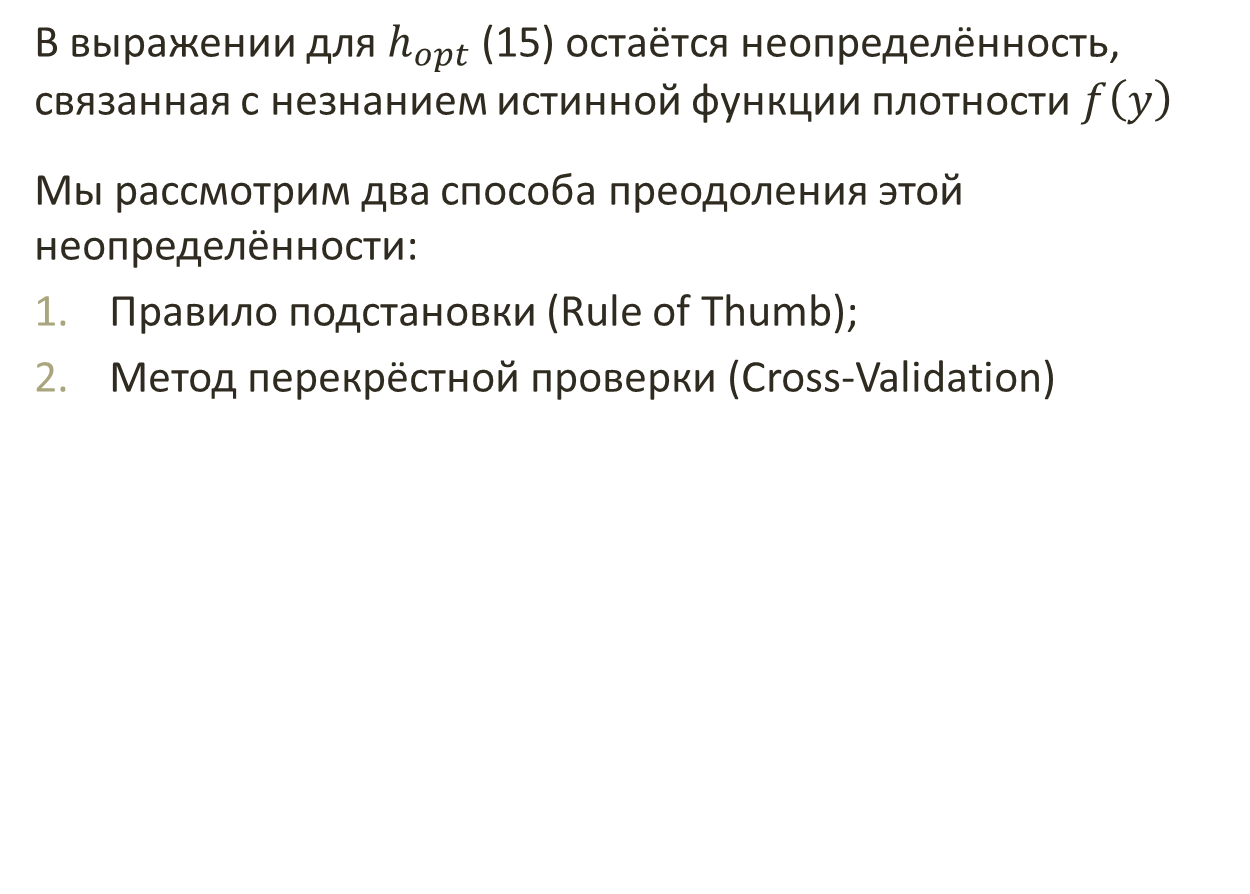 В выражении для h_opt (15) остаётся неопределённость,
связанная с незнанием истинной функции плотности f(y)
Мы рассмотрим два способа преодоления этой
неопределённости:
1. Правило подстановки (Rule of Thumb);
2. Метод перекрёстной проверки (Cross-Validation)